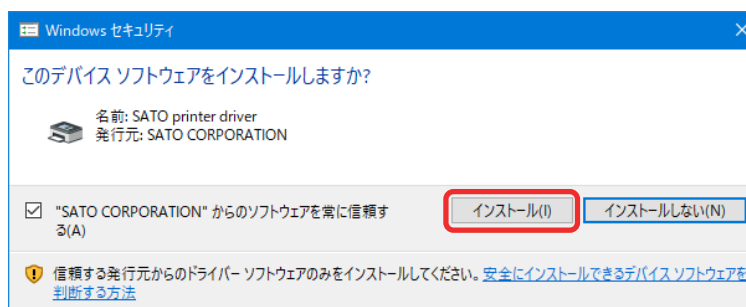 Windows セキュリティ
このデバイス ソフトウェアをインストールしますか?
名前: SATO printer driver
発行元: SATO CORPORATION
"SATO CORPORATION" からのソフトウェアを常に信頼す
る(A)
インストール(I)
インストールしない(N)
信頼する発行元からのドライバー ソフトウェアのみをインストールしてください。安全にインストールできるデバイス ソフトウェアを
判断する方法